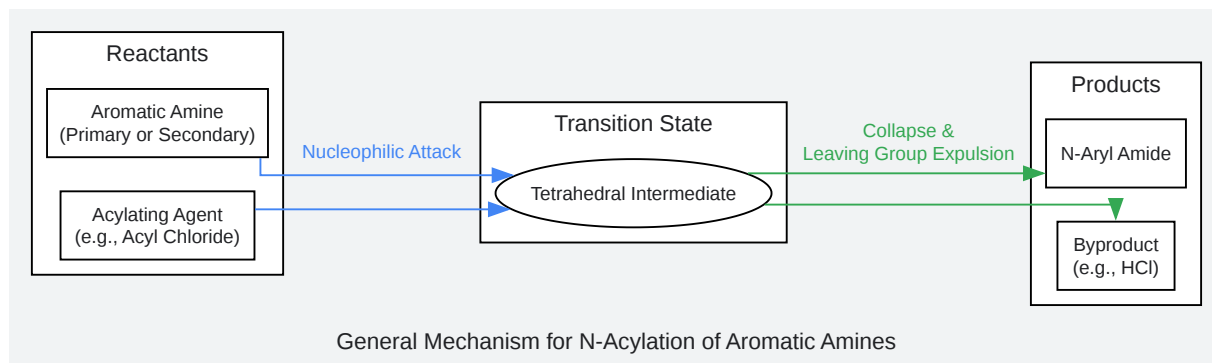 Reactants
Aromatic Amine
(Primary or Secondary)
Acylating Agent
(e.g., Acyl Chloride)
Nucleophilic Attack
Transition State
Tetrahedral Intermediate
Collapse &
Leaving Group Expulsion
Products
N-Aryl Amide
Byproduct
(e.g., HCl)
General Mechanism for N-Acylation of Aromatic Amines